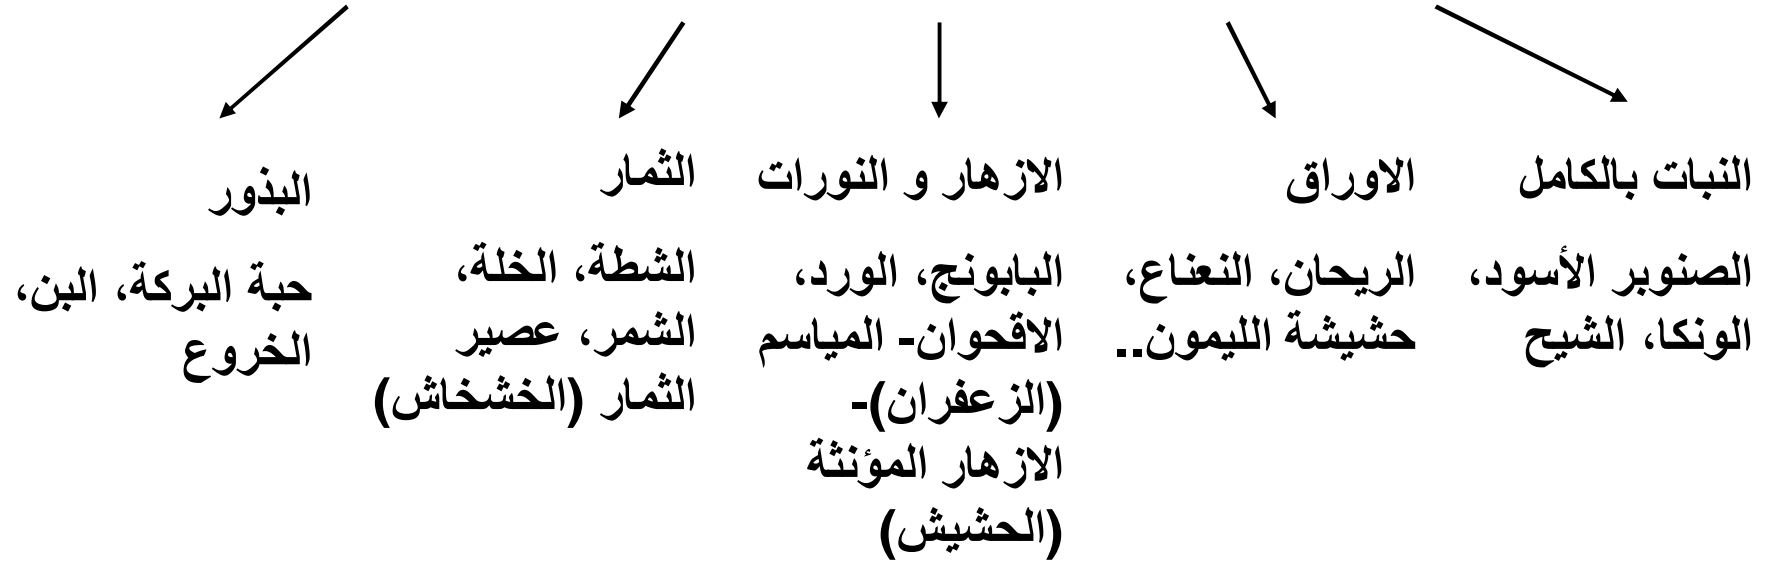 النبات بالكامل
الصنوبر الأسود،
الونكا، الشيح
الاوراق
الريحان، النعناع،
حشيشة الليمون..
الازهار و النورات
البابونج، الورد،
الاقحوان- المياسم
(الزعفران)-
الازهار المؤنثة
(الحشيش)
الثمار
الشطة، الخلة،
الشمر، عصير
الثمار (الخشخاش)
البذور
حبة البركة، البن،
الخروع